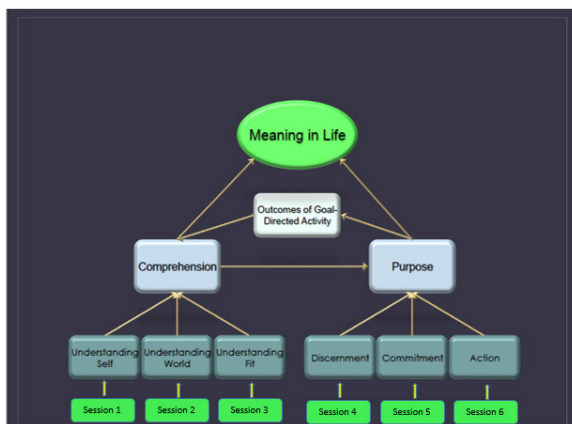 Meaning in Life
Outcomes of Goal-
Directed Activity
Comprehension
Purpose
Understanding
Self
Understanding
World
Understanding
Fit
Discernment
Commitment
Action
Session 1
Session 2
Session 3
Session 4
Session 5
Session 6